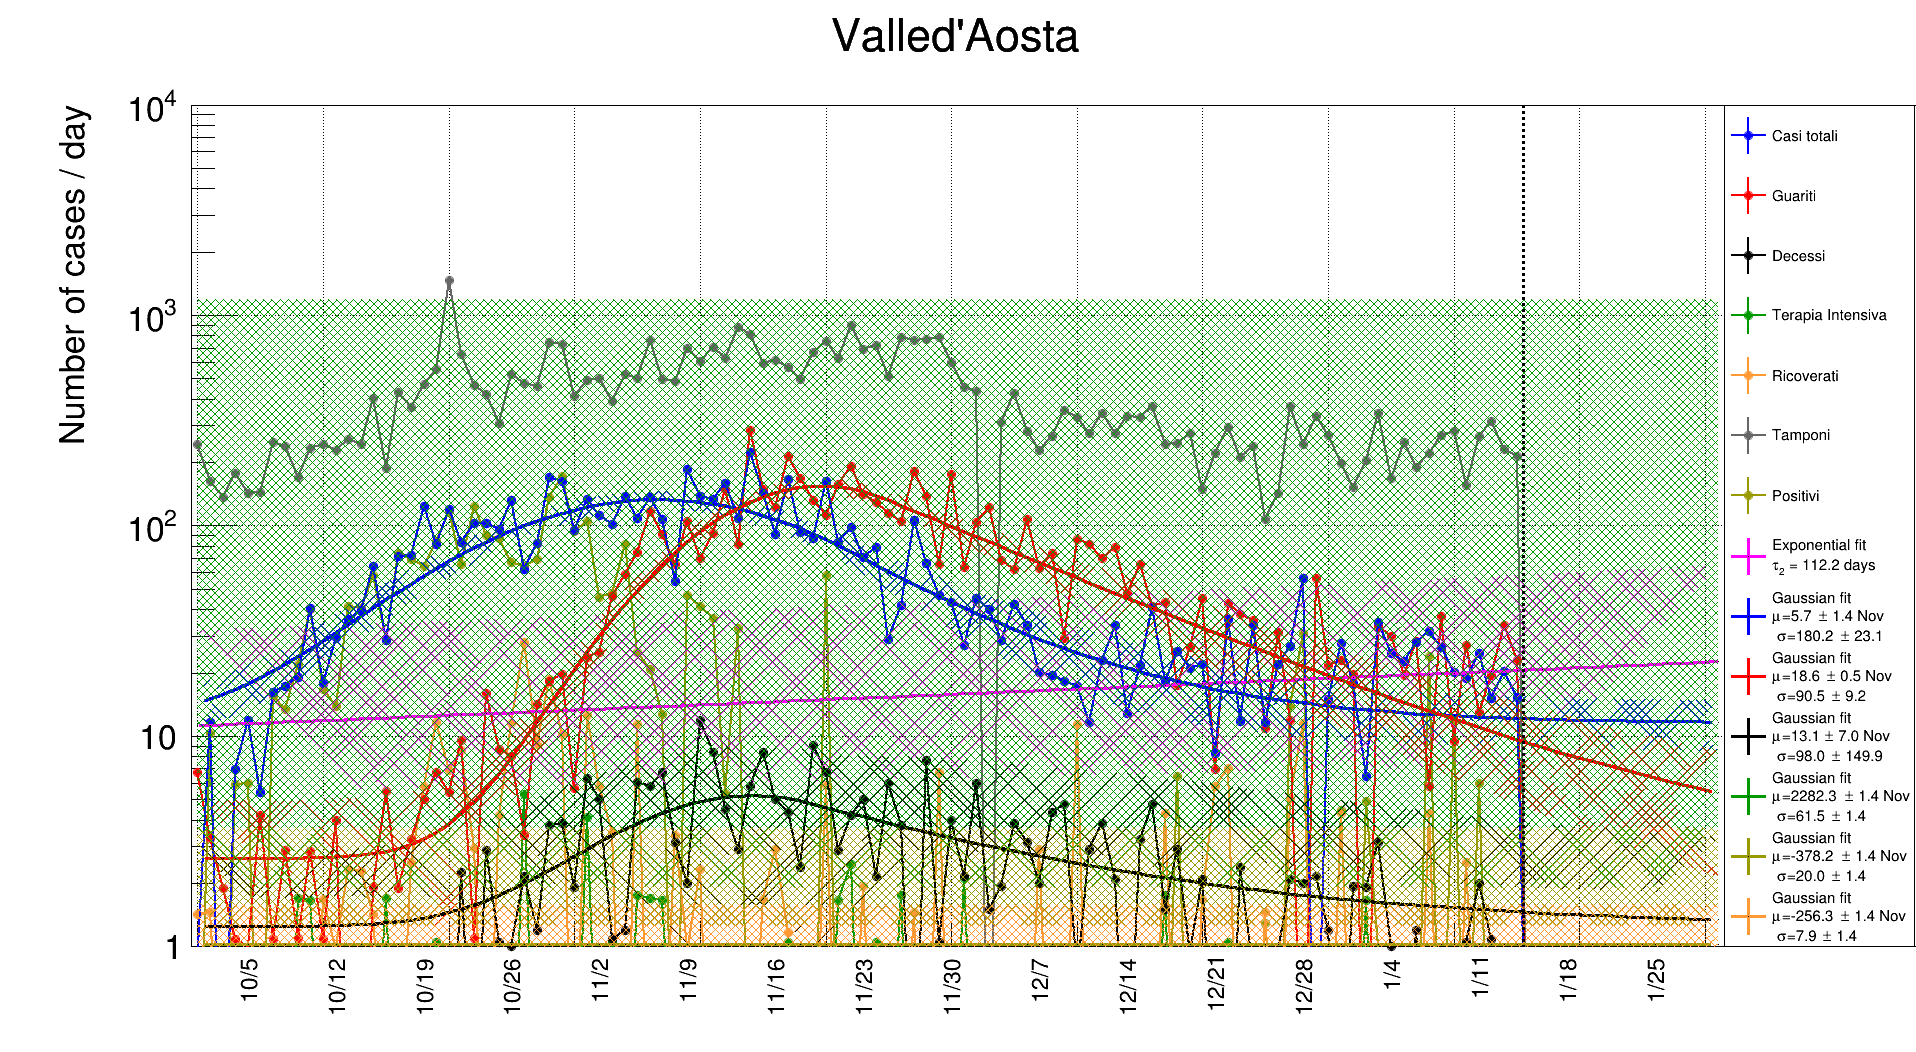 Valled'Aosta
Number of cases / day
10^4
10^3
10^2
10
1
10/5
10/12
10/19
10/26
11/2
11/9
11/16
11/23
11/30
12/7
12/14
12/21
12/28
1/4
1/11
1/18
1/25
Casi totali
Guariti
Decessi
Terapia Intensiva
Ricoverati
Tamponi
Positivi
Exponential fit
τ₂ = 112.2 days
Gaussian fit
μ=5.7 ± 1.4 Nov
σ=180.2 ± 23.1
Gaussian fit
μ=18.6 ± 0.5 Nov
σ=90.5 ± 9.2
Gaussian fit
μ=13.1 ± 7.0 Nov
σ=98.0 ± 149.9
Gaussian fit
μ=2282.3 ± 1.4 Nov
σ=61.5 ± 1.4
Gaussian fit
μ=-378.2 ± 1.4 Nov
σ=20.0 ± 1.4
Gaussian fit
μ=-256.3 ± 1.4 Nov
σ=7.9 ± 1.4